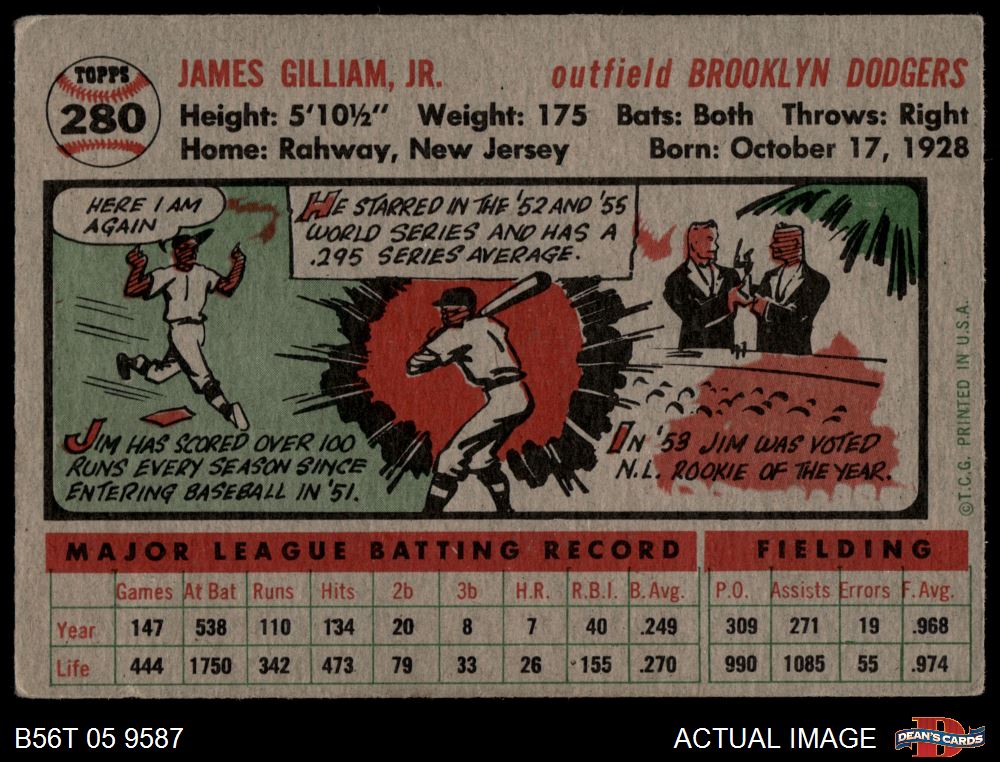 TOPPS
280
JAMES GILLIAM, JR.
outfield BROOKLYN DODGERS
Height: 5'10½" Weight: 175 Bats: Both Throws: Right
Home: Rahway, New Jersey Born: October 17, 1928
HERE I AM
AGAIN
HE STARRED IN THE '52 AND '55
WORLD SERIES AND HAS A
.295 SERIES AVERAGE.
JIM HAS SCORED OVER 100
RUNS EVERY SEASON SINCE
ENTERING BASEBALL IN '51.
IN '53 JIM WAS VOTED
N.L. ROOKIE OF THE YEAR.
©T.C.G. PRINTED IN U.S.A.
MAJOR LEAGUE BATTING RECORD FIELDING
Games At Bat Runs Hits 2b 3b H.R. R.B.I. B. Avg. P.O. Assists Errors F. Avg.
Year 147 538 110 134 20 8 7 40 .249 309 271 19 .968
Life 444 1750 342 473 79 33 26 155 .270 990 1085 55 .974
B56T 05 9587
ACTUAL IMAGE
D
DEAN'S CARDS